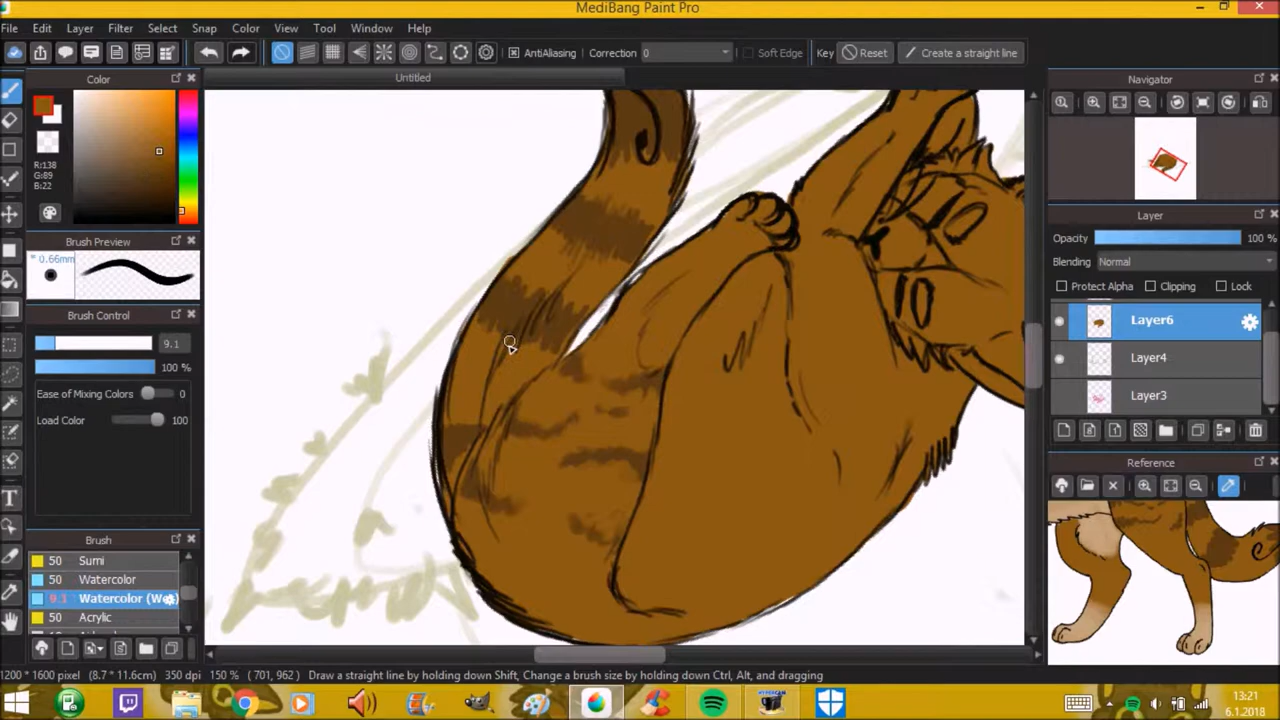 MediBang Paint Pro
File Edit Layer Filter Select Snap Color View Tool Window Help
AntiAliasing Correction 0 Soft Edge Key Reset Create a straight line
Color
Untitled
Navigator
R:138
G:89
B:22
Layer
Opacity 100 %
Brush Preview
* 0.66mm
Blending Normal
Protect Alpha Clipping Lock
Brush Control
Layer6
9.1
Layer4
100 %
Ease of Mixing Colors 0
Layer3
Load Color 100
Reference
Brush
50 Sumi
50 Watercolor
9.1 Watercolor (We
50 Acrylic
1200 * 1600 pixel (8.7 * 11.6cm) 350 dpi 150 % ( 701, 962 ) Draw a straight line by holding down Shift, Change a brush size by holding down Ctrl, Alt, and dragging
HYPERCAM
13:21
6.1.2018